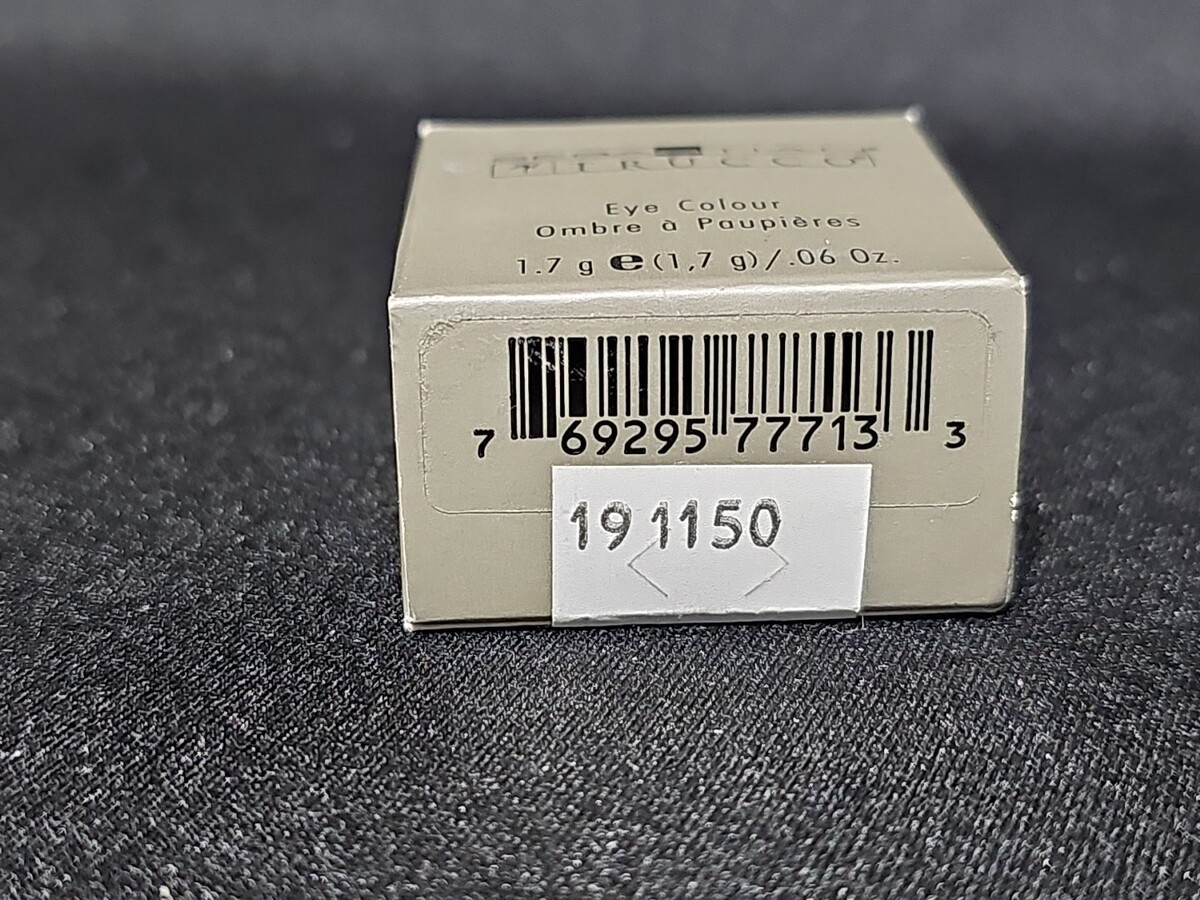 Eye Colour
Ombre à Paupières
1.7 g e (1,7 g)/.06 Oz.
7 69295 77713 3
191150